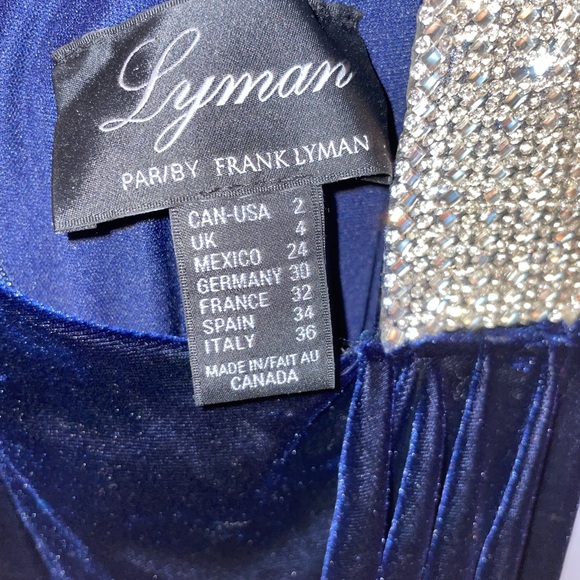 Lyman
PAR/BY FRANK LYMAN
CAN-USA 2
UK 4
MEXICO 24
GERMANY 30
FRANCE 32
SPAIN 34
ITALY 36
MADE IN/FAIT AU
CANADA